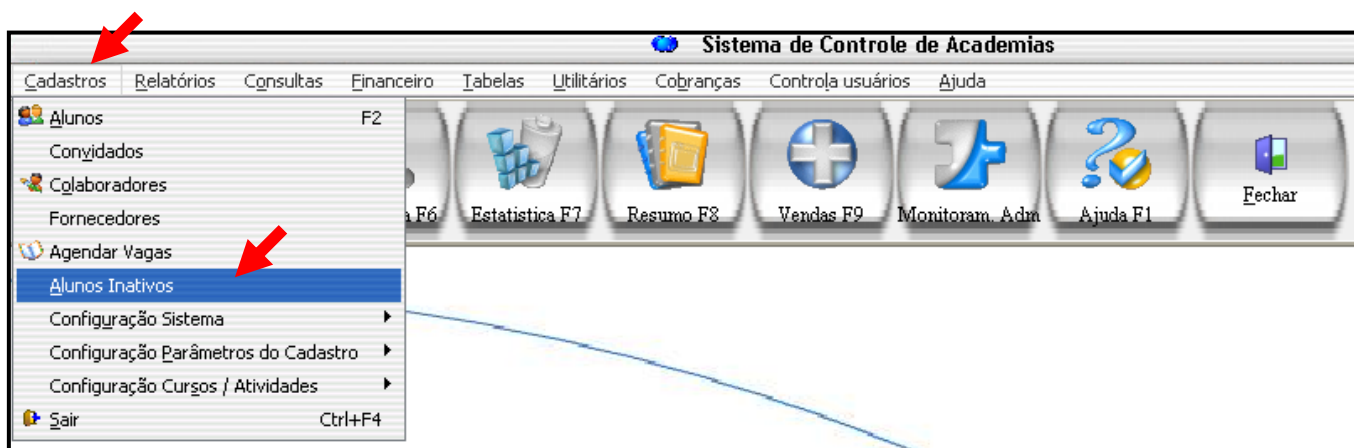 Sistema de Controle de Academias
Cadastros Relatórios Consultas Financeiro Tabelas Utilitários Cobranças Controla usuários Ajuda
Alunos F2
Convidados
Colaboradores
Fornecedores
Agendar Vagas
Alunos Inativos
Configuração Sistema
Configuração Parâmetros do Cadastro
Configuração Cursos / Atividades
Sair Ctrl+F4
F6
Estatistica F7
Resumo F8
Vendas F9
Monitoram. Adm
Ajuda F1
Fechar